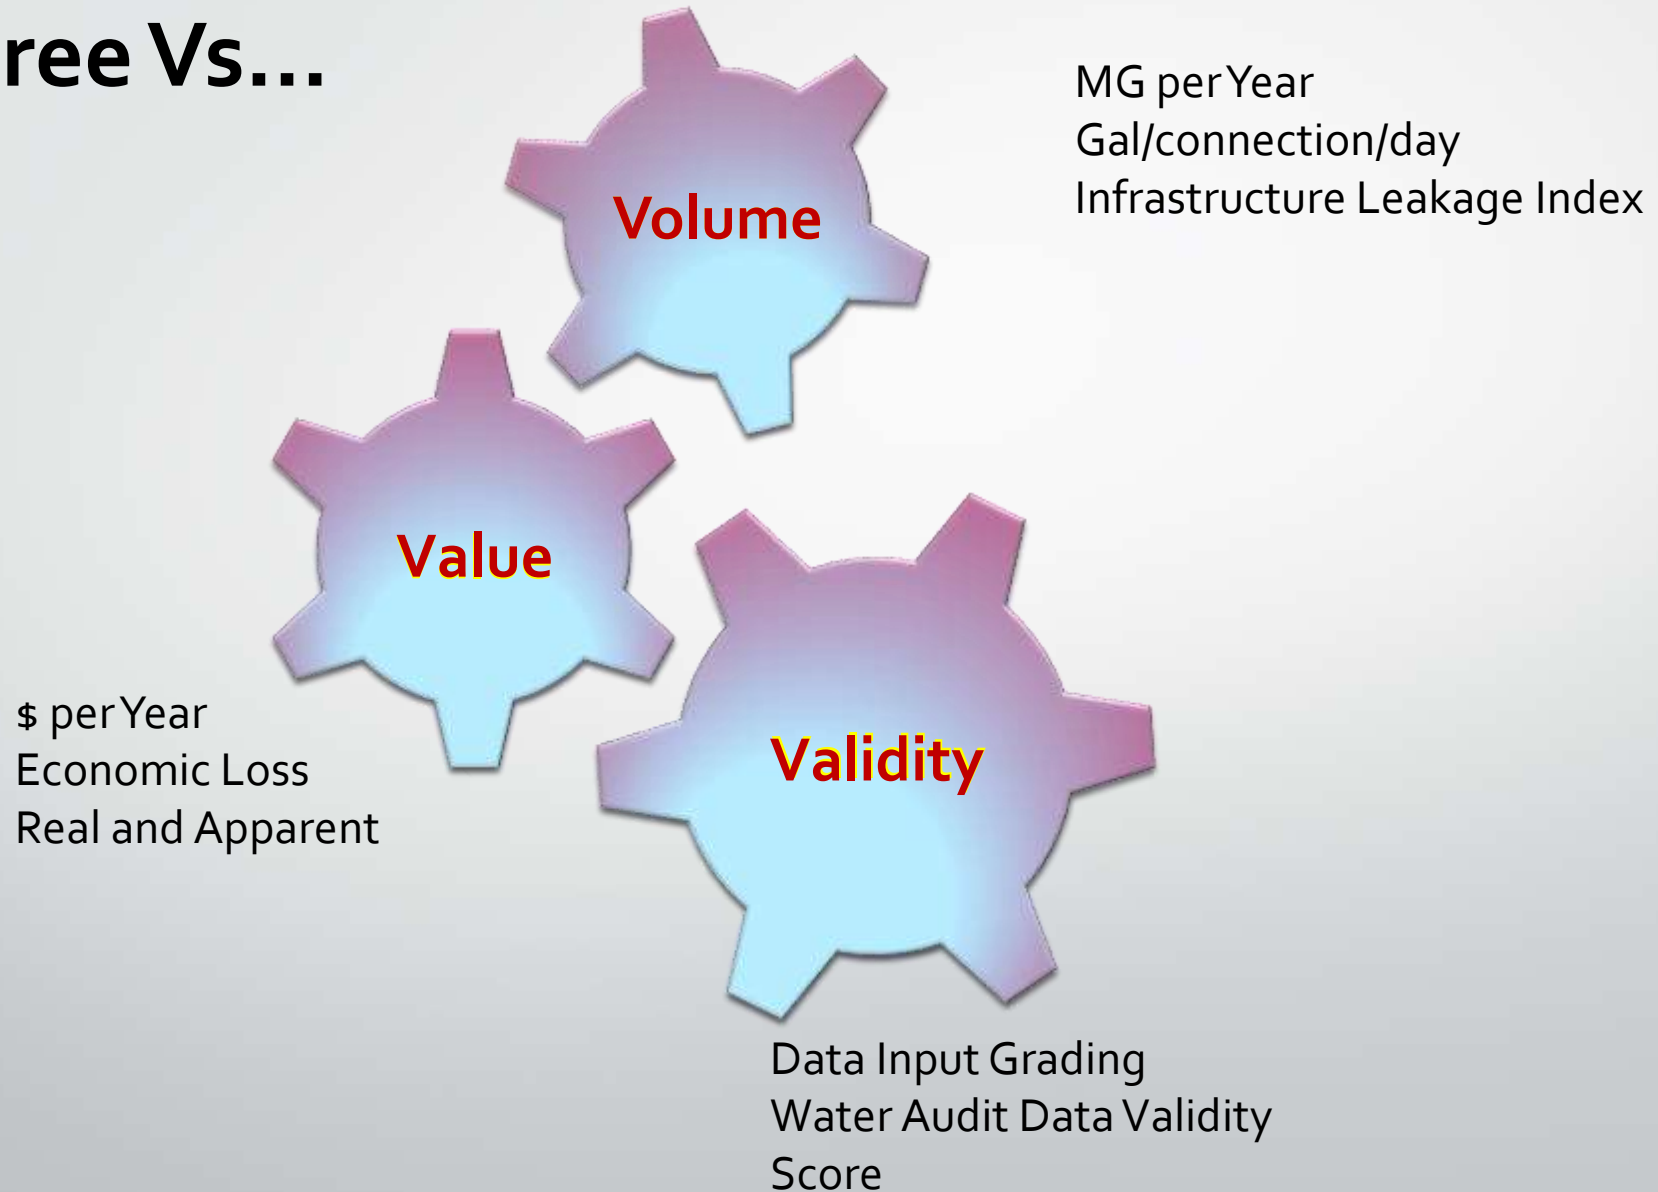 ree Vs...
MG per Year
Gal/connection/day
Infrastructure Leakage Index
Volume
Value
$ per Year
Economic Loss
Real and Apparent
Validity
Data Input Grading
Water Audit Data Validity
Score